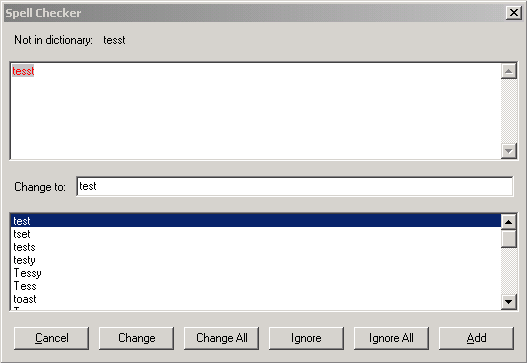 Spell Checker
Not in dictionary: tesst
tesst
Change to: test
test
tset
tests
testy
Tessy
Tess
toast
Cancel Change Change All Ignore Ignore All Add